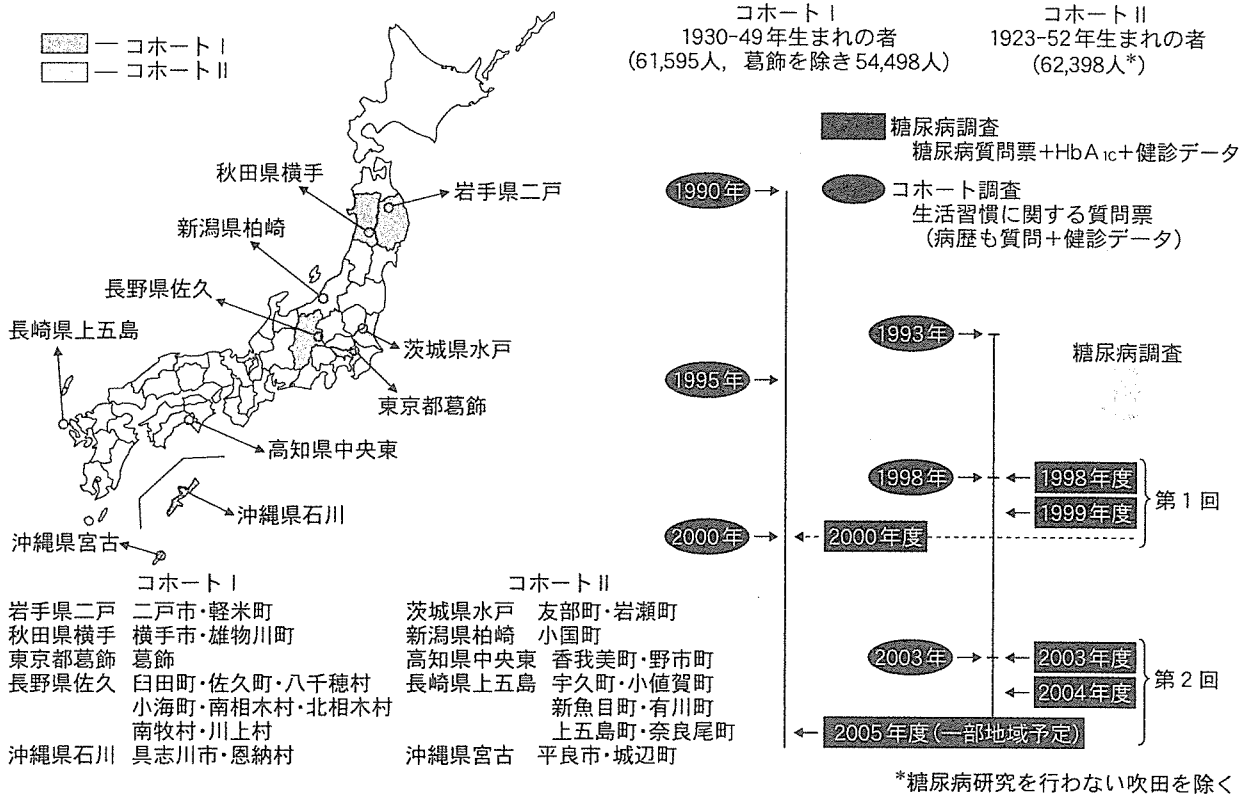 コホートⅠ
1930-49年生まれの者
(61,595人，葛飾を除き54,498人)
コホートⅡ
1923-52年生まれの者
(62,398人*)
― コホートⅠ
― コホートⅡ
糖尿病調査
糖尿病質問票+HbA1C+健診データ
コホート調査
生活習慣に関する質問票
(病歴も質問+健診データ)
秋田県横手
岩手県二戸
新潟県柏崎
長野県佐久
長崎県上五島
茨城県水戸
東京都葛飾
高知県中央東
沖縄県石川
沖縄県宮古
1990年
1993年
糖尿病調査
1995年
1998年
1998年度
1999年度
第1回
2000年
2000年度
2003年
2003年度
2004年度
第2回
2005年度(一部地域予定)
コホートⅠ
岩手県二戸 二戸市・軽米町
秋田県横手 横手市・雄物川町
東京都葛飾 葛飾
長野県佐久 臼田町・佐久町・八千穂村
小海町・南相木村・北相木村
南牧村・川上村
沖縄県石川 具志川市・恩納村
コホートⅡ
茨城県水戸 友部町・岩瀬町
新潟県柏崎 小国町
高知県中央東 香我美町・野市町
長崎県上五島 宇久町・小値賀町
新魚目町・有川町
上五島町・奈良尾町
沖縄県宮古 平良市・城辺町
*糖尿病研究を行わない吹田を除く